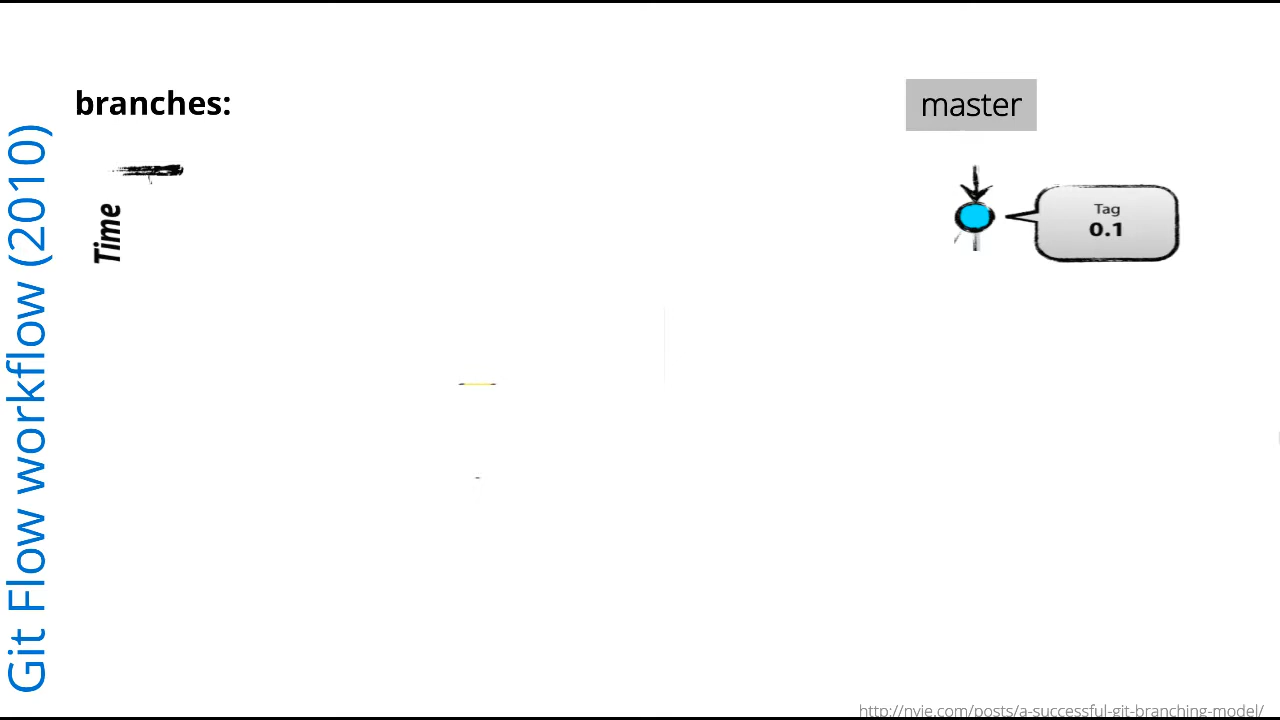 Git Flow workflow (2010)
branches:
master
Time
Tag
0.1
http://nvie.com/posts/a-successful-git-branching-model/